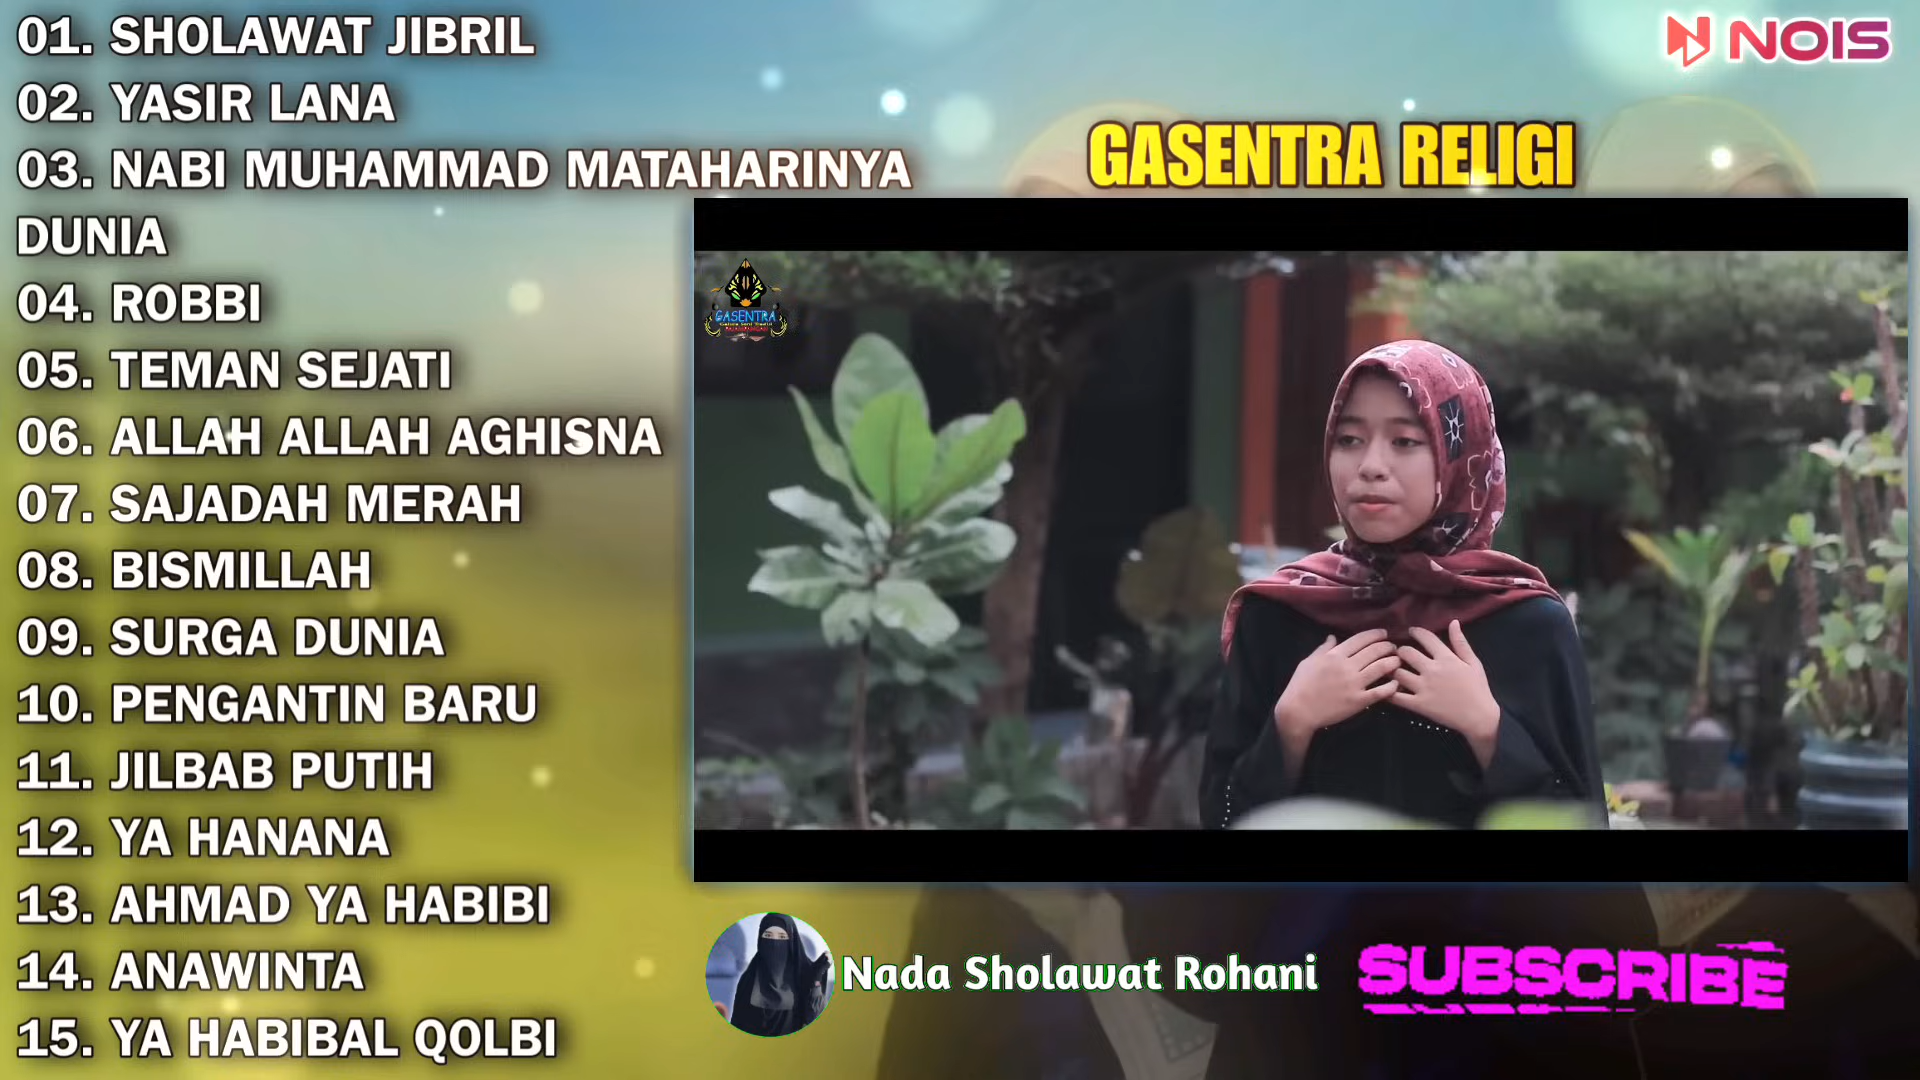 01. SHOLAWAT JIBRIL
02. YASIR LANA
03. NABI MUHAMMAD MATAHARINYA
DUNIA
04. ROBBI
05. TEMAN SEJATI
06. ALLAH ALLAH AGHISNA
07. SAJADAH MERAH
08. BISMILLAH
09. SURGA DUNIA
10. PENGANTIN BARU
11. JILBAB PUTIH
12. YA HANANA
13. AHMAD YA HABIBI
14. ANAWINTA
15. YA HABIBAL QOLBI
NOIS
GASENTRA RELIGI
GASENTRA
Nada Sholawat Rohani
SUBSCRIBE